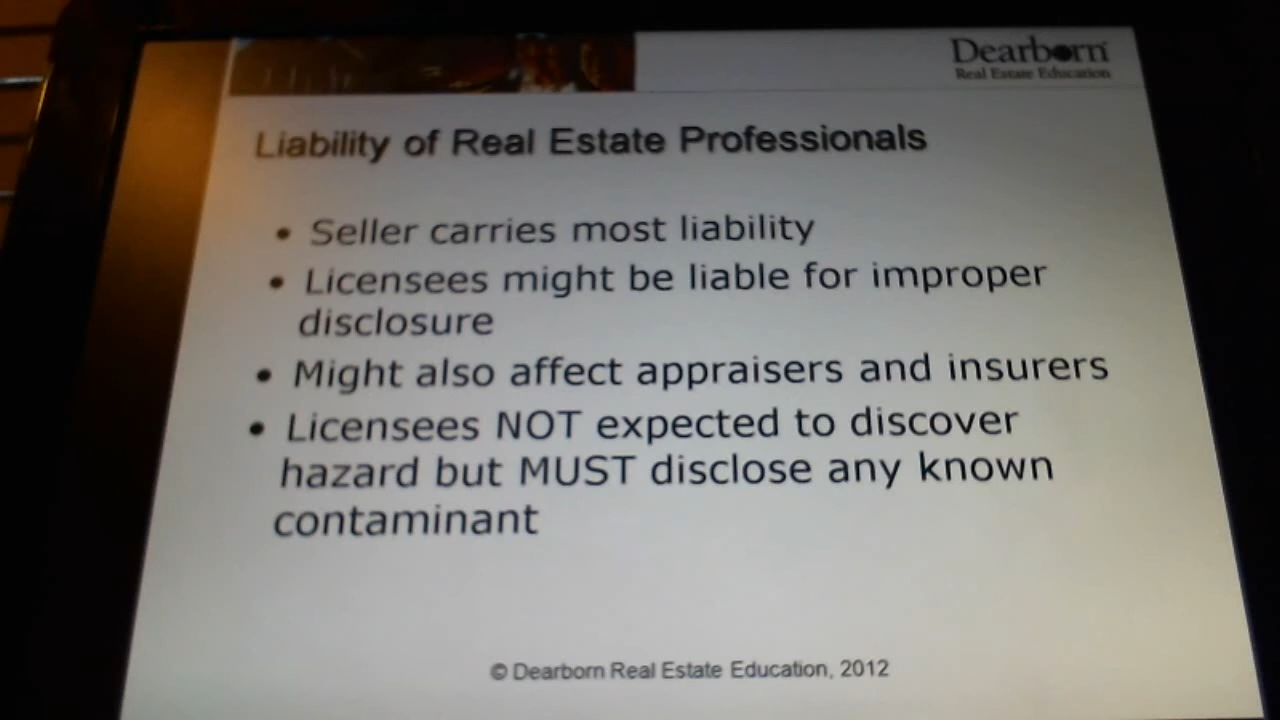 Dearborn
Real Estate Education
Liability of Real Estate Professionals
• Seller carries most liability
• Licensees might be liable for improper
disclosure
• Might also affect appraisers and insurers
• Licensees NOT expected to discover
hazard but MUST disclose any known
contaminant
© Dearborn Real Estate Education, 2012